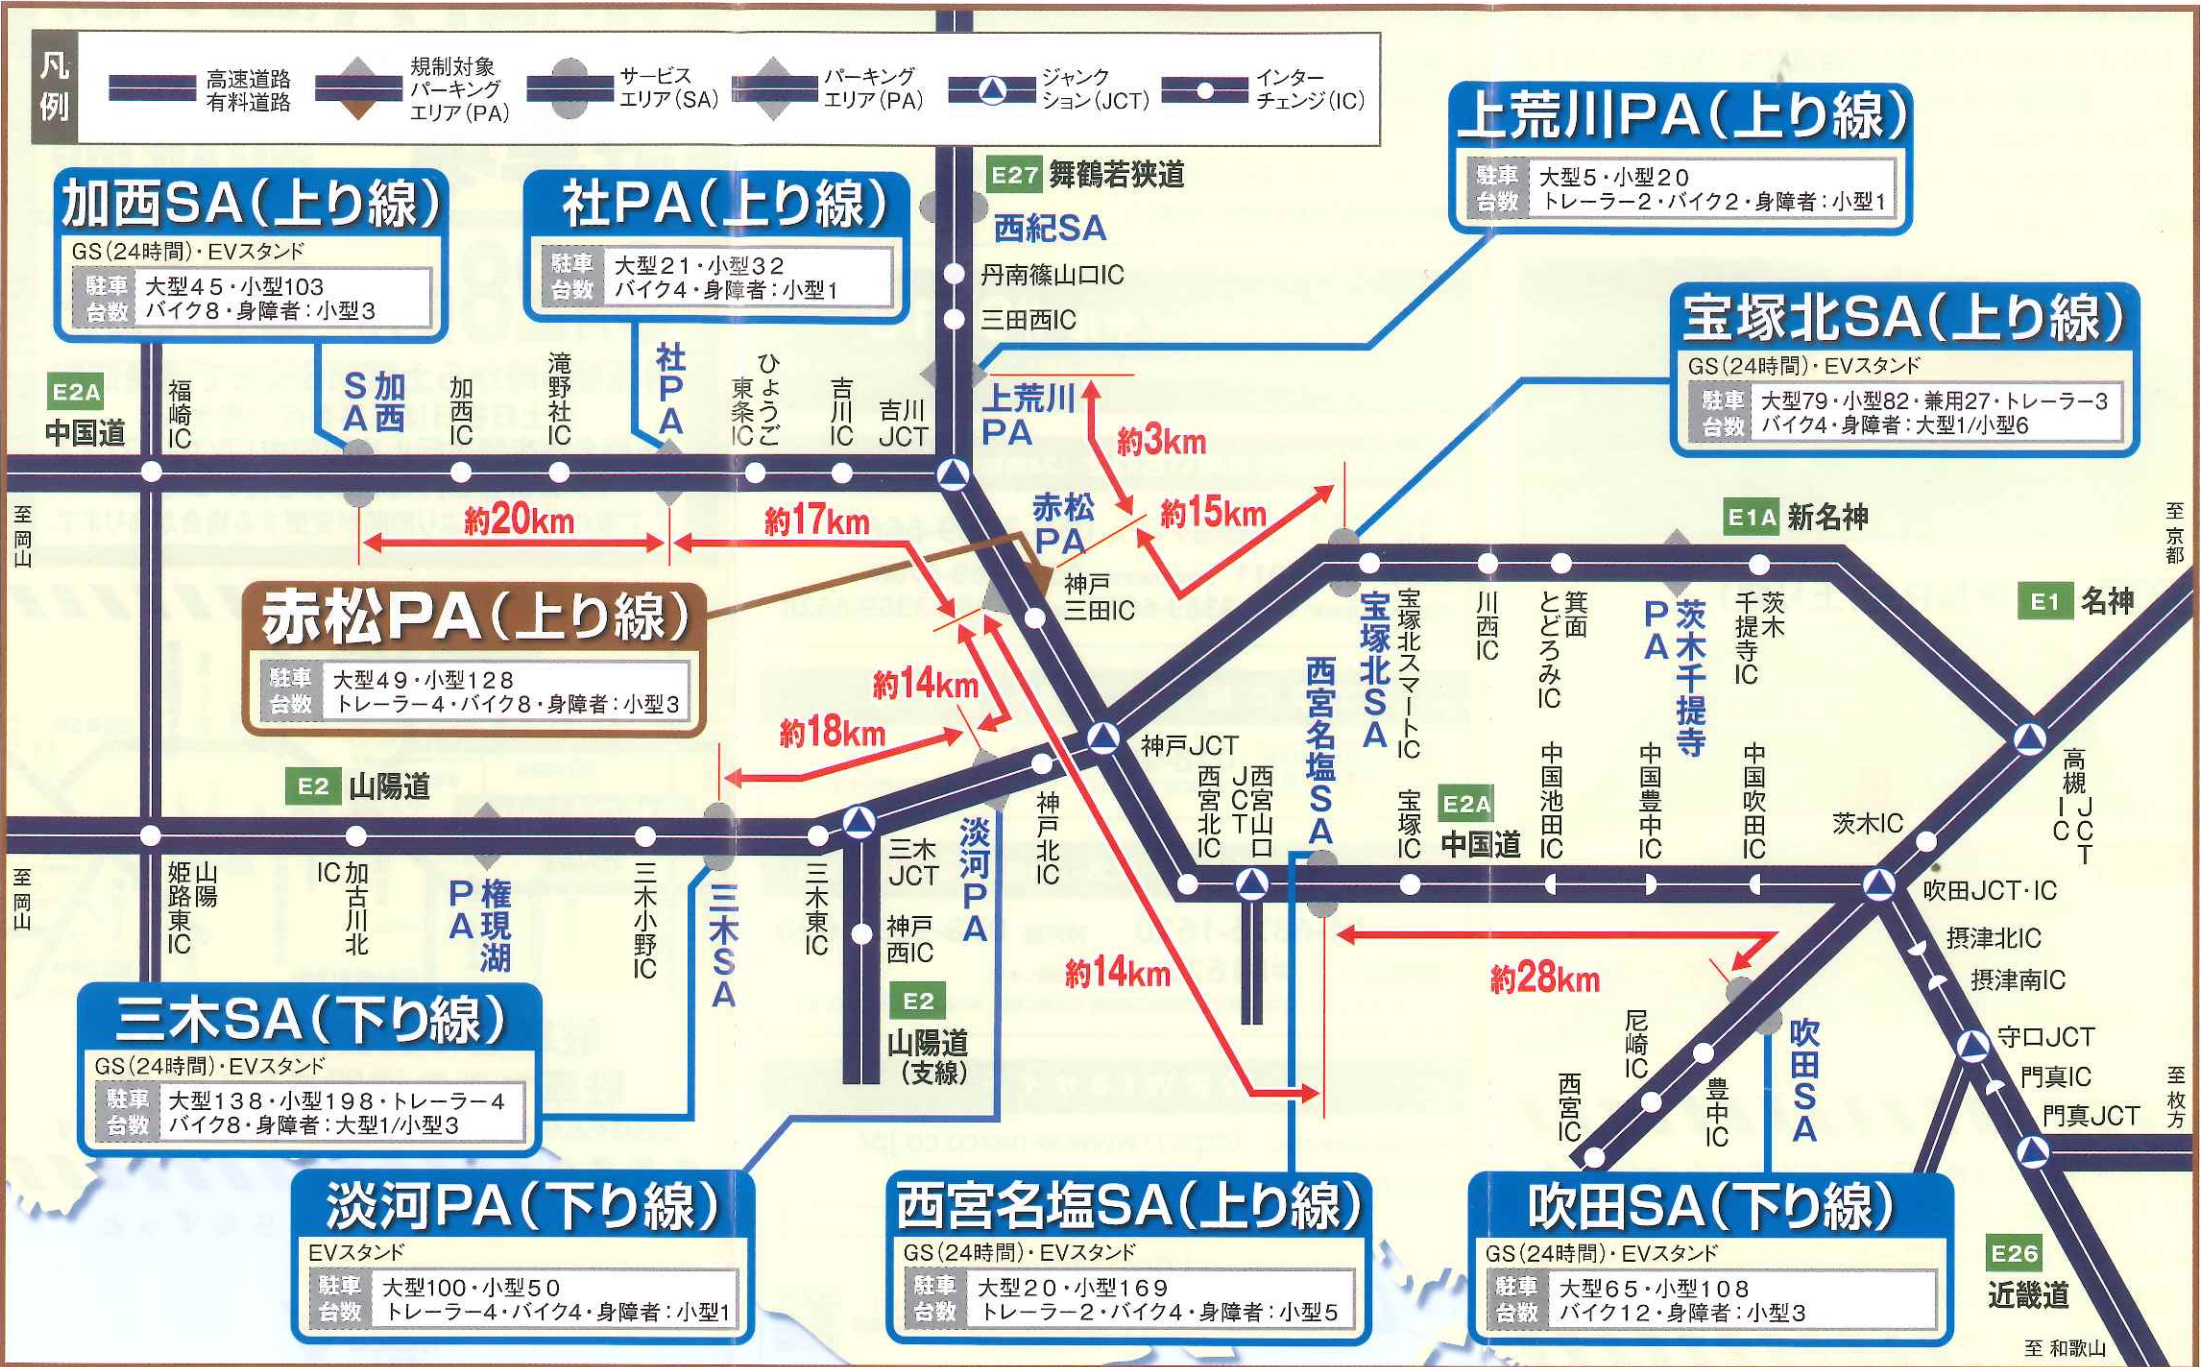 凡例
高速道路
有料道路
規制対象
パーキング
エリア(PA)
サービス
エリア(SA)
パーキング
エリア(PA)
ジャンク
ション(JCT)
インター
チェンジ(IC)
加西SA(上り線)
GS(24時間)・EVスタンド
駐車台数
大型45・小型103
バイク8・身障者:小型3
社PA(上り線)
駐車台数
大型21・小型32
バイク4・身障者:小型1
E27 舞鶴若狭道
西紀SA
丹南篠山口IC
三田西IC
上荒川PA(上り線)
駐車台数
大型5・小型20
トレーラー2・バイク2・身障者:小型1
宝塚北SA(上り線)
GS(24時間)・EVスタンド
駐車台数
大型79・小型82・兼用27・トレーラー3
バイク4・身障者:大型1/小型6
E2A
中国道
福崎IC
加西SA
加西IC
滝野社IC
社PA
ひょうご東条IC
吉川IC
吉川JCT
上荒川PA
約3km
約15km
赤松PA
約20km
約17km
至岡山
E1A 新名神
至京都
E1 名神
赤松PA(上り線)
駐車台数
大型49・小型128
トレーラー4・バイク8・身障者:小型3
神戸三田IC
約14km
約18km
宝塚北SA
宝塚北スマートIC
川西IC
箕面とどろみIC
茨木千提寺PA
茨木千提寺IC
高槻JCT IC
神戸JCT
E2 山陽道
至岡山
山陽姫路東IC
加古川北IC
権現湖PA
三木小野IC
三木SA
三木東IC
三木JCT
神戸西IC
淡河PA
神戸北IC
E2
山陽道
(支線)
西宮北IC
西宮山口JCT
西宮名塩SA
宝塚IC
E2A
中国道
中国池田IC
中国豊中IC
中国吹田IC
茨木IC
吹田JCT・IC
摂津北IC
摂津南IC
守口JCT
門真IC
門真JCT
至枚方
約14km
約28km
西宮IC
尼崎IC
豊中IC
吹田SA
三木SA(下り線)
GS(24時間)・EVスタンド
駐車台数
大型138・小型198・トレーラー4
バイク8・身障者:大型1/小型3
淡河PA(下り線)
EVスタンド
駐車台数
大型100・小型50
トレーラー4・バイク4・身障者:小型1
西宮名塩SA(上り線)
GS(24時間)・EVスタンド
駐車台数
大型20・小型169
トレーラー2・バイク4・身障者:小型5
吹田SA(下り線)
GS(24時間)・EVスタンド
駐車台数
大型65・小型108
バイク12・身障者:小型3
E26
近畿道
至 和歌山